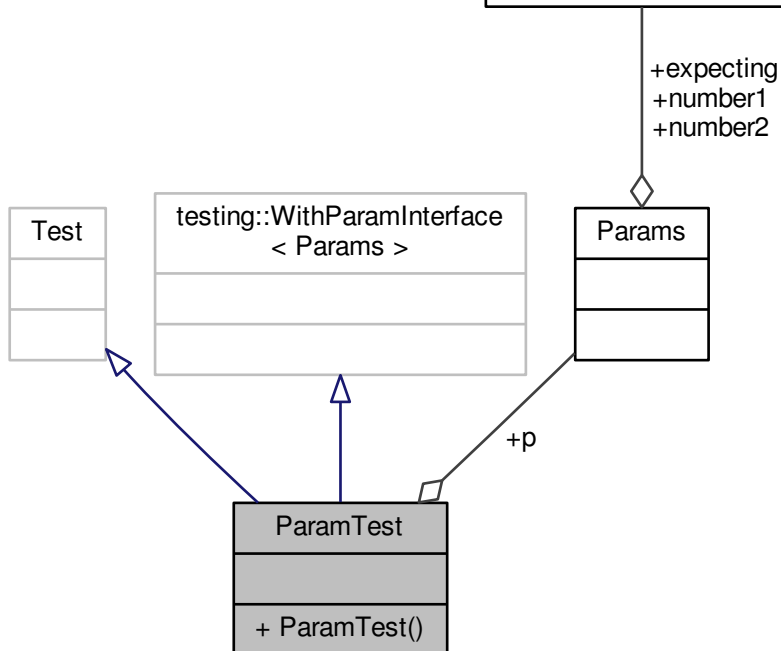 +expecting
+number1
+number2
Test
testing::WithParamInterface
< Params >
Params
+p
ParamTest
+ ParamTest()